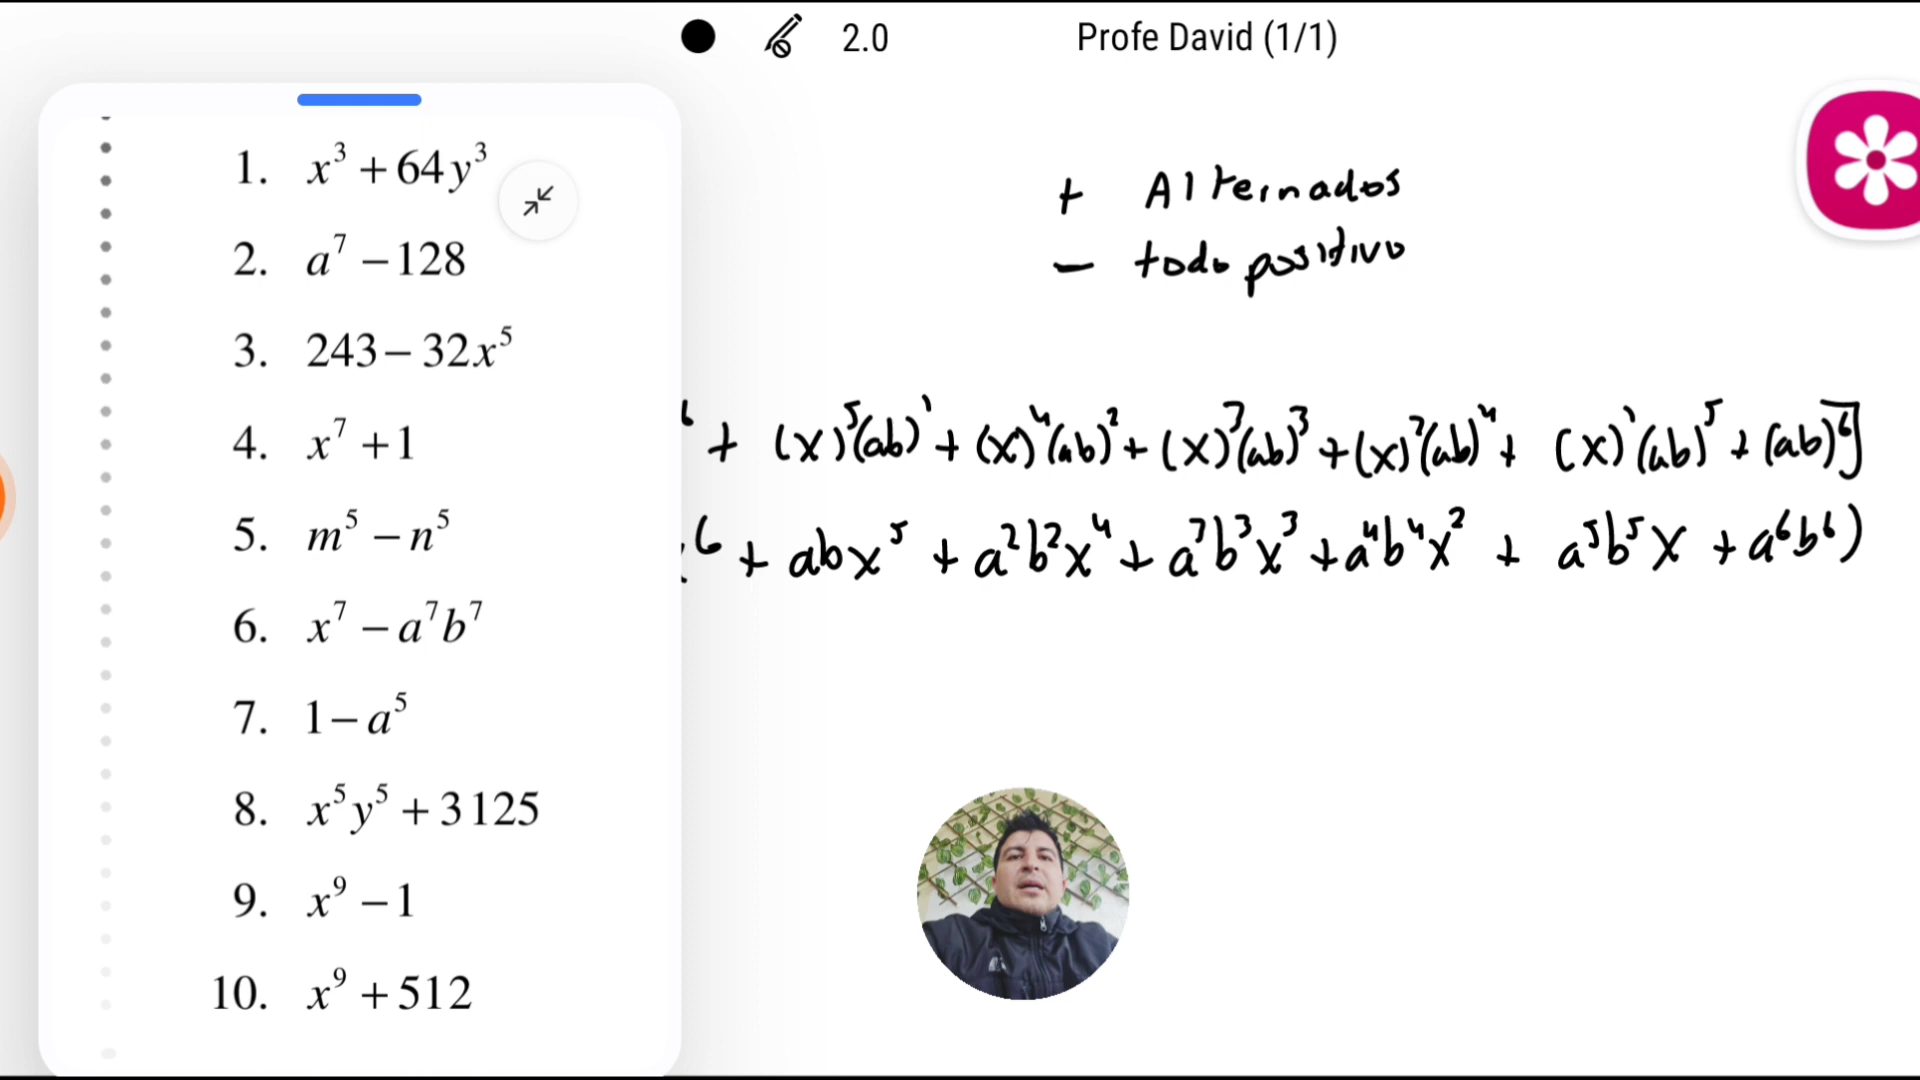 2.0 Profe David (1/1)
1. x³ + 64y³
2. a⁷ – 128
3. 243 – 32x⁵
4. x⁷ + 1
5. m⁵ – n⁵
6. x⁷ – a⁷b⁷
7. 1 – a⁵
8. x⁵y⁵ + 3125
9. x⁹ – 1
10. x⁹ + 512
+ Alternados
– todo positivo
⁶ + (x)⁵(ab)¹ + (x)⁴(ab)² + (x)³(ab)³ + (x)²(ab)⁴ + (x)¹(ab)⁵ + (ab)⁶]
⁶ + abx⁵ + a²b²x⁴ + a³b³x³ + a⁴b⁴x² + a⁵b⁵x + a⁶b⁶)